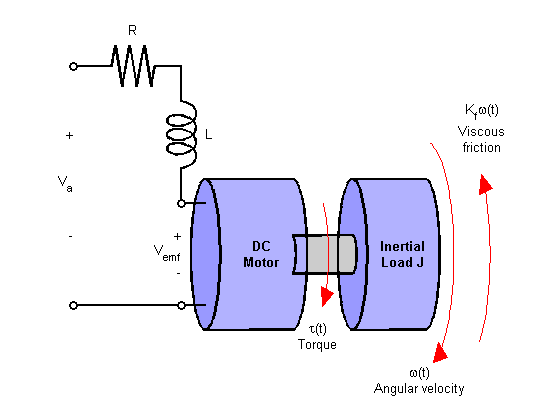 R
L
+
Va
-
+
Vemf
-
DC
Motor
Inertial
Load J
τ(t)
Torque
Kfω(t)
Viscous
friction
ω(t)
Angular velocity